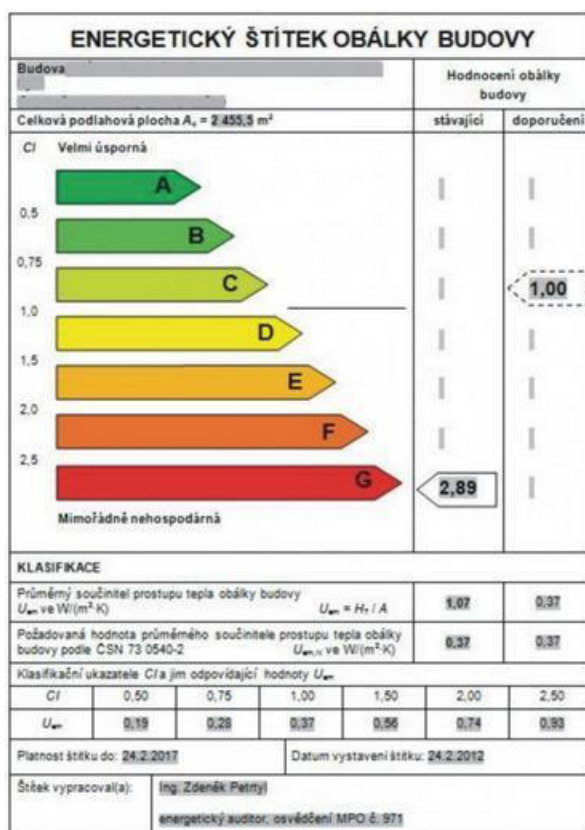 ENERGETICKÝ ŠTÍTEK OBÁLKY BUDOVY
Budova
Hodnocení obálky
budovy
Celková podlahová plocha Ac = 2 455,5 m²
stávající
doporučení
CI Velmi úsporná
A
0,5
B
0,75
C
1,00
1,0
D
1,5
E
2,0
F
2,5
G
2,89
Mimořádně nehospodárná
KLASIFIKACE
Průměrný součinitel prostupu tepla obálky budovy
Uem ve W/(m²·K) Uem = HT / A
1,07 0,37
Požadovaná hodnota průměrného součinitele prostupu tepla obálky
budovy podle ČSN 73 0540-2 Uem,N ve W/(m²·K)
0,37 0,37
Klasifikační ukazatele CI a jim odpovídající hodnoty Uem
CI 0,50 0,75 1,00 1,50 2,00 2,50
Uem 0,19 0,28 0,37 0,56 0,74 0,93
Platnost štítku do: 24.2.2017 Datum vystavení štítku: 24.2.2012
Štítek vypracoval(a): Ing. Zdeněk Petrtyl
energetický auditor, osvědčení MPO č. 971